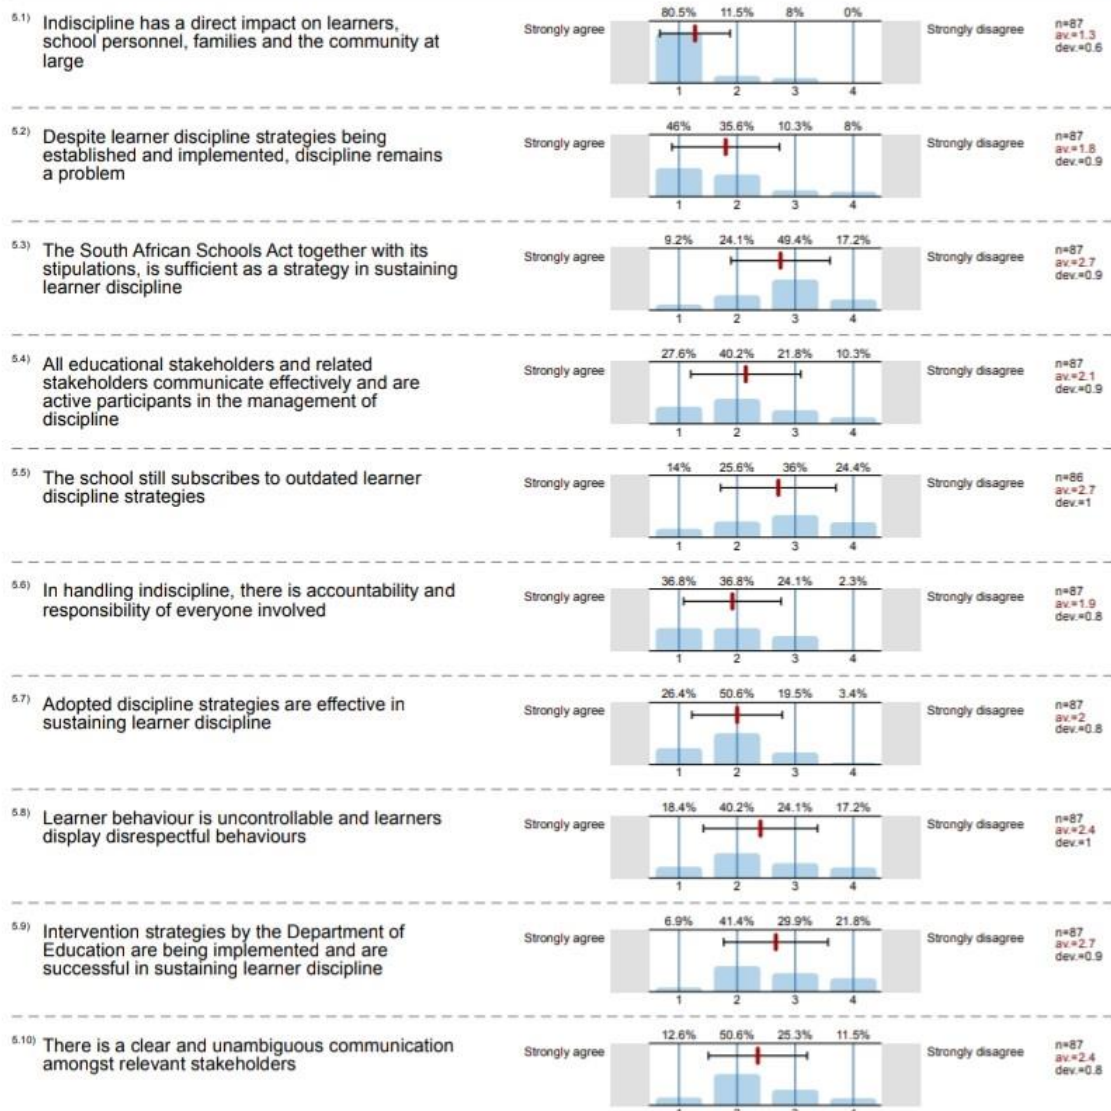 5.1) Indiscipline has a direct impact on learners,
school personnel, families and the community at
large
Strongly agree
80.5% 11.5% 8% 0%
1 2 3 4
Strongly disagree
n=87
av.=1.3
dev.=0.6
5.2) Despite learner discipline strategies being
established and implemented, discipline remains
a problem
Strongly agree
46% 35.6% 10.3% 8%
1 2 3 4
Strongly disagree
n=87
av.=1.8
dev.=0.9
5.3) The South African Schools Act together with its
stipulations, is sufficient as a strategy in sustaining
learner discipline
Strongly agree
9.2% 24.1% 49.4% 17.2%
1 2 3 4
Strongly disagree
n=87
av.=2.7
dev.=0.9
5.4) All educational stakeholders and related
stakeholders communicate effectively and are
active participants in the management of
discipline
Strongly agree
27.6% 40.2% 21.8% 10.3%
1 2 3 4
Strongly disagree
n=87
av.=2.1
dev.=0.9
5.5) The school still subscribes to outdated learner
discipline strategies
Strongly agree
14% 25.6% 36% 24.4%
1 2 3 4
Strongly disagree
n=86
av.=2.7
dev.=1
5.6) In handling indiscipline, there is accountability and
responsibility of everyone involved
Strongly agree
36.8% 36.8% 24.1% 2.3%
1 2 3 4
Strongly disagree
n=87
av.=1.9
dev.=0.8
5.7) Adopted discipline strategies are effective in
sustaining learner discipline
Strongly agree
26.4% 50.6% 19.5% 3.4%
1 2 3 4
Strongly disagree
n=87
av.=2
dev.=0.8
5.8) Learner behaviour is uncontrollable and learners
display disrespectful behaviours
Strongly agree
18.4% 40.2% 24.1% 17.2%
1 2 3 4
Strongly disagree
n=87
av.=2.4
dev.=1
5.9) Intervention strategies by the Department of
Education are being implemented and are
successful in sustaining learner discipline
Strongly agree
6.9% 41.4% 29.9% 21.8%
1 2 3 4
Strongly disagree
n=87
av.=2.7
dev.=0.9
5.10) There is a clear and unambiguous communication
amongst relevant stakeholders
Strongly agree
12.6% 50.6% 25.3% 11.5%
Strongly disagree
n=87
av.=2.4
dev.=0.8